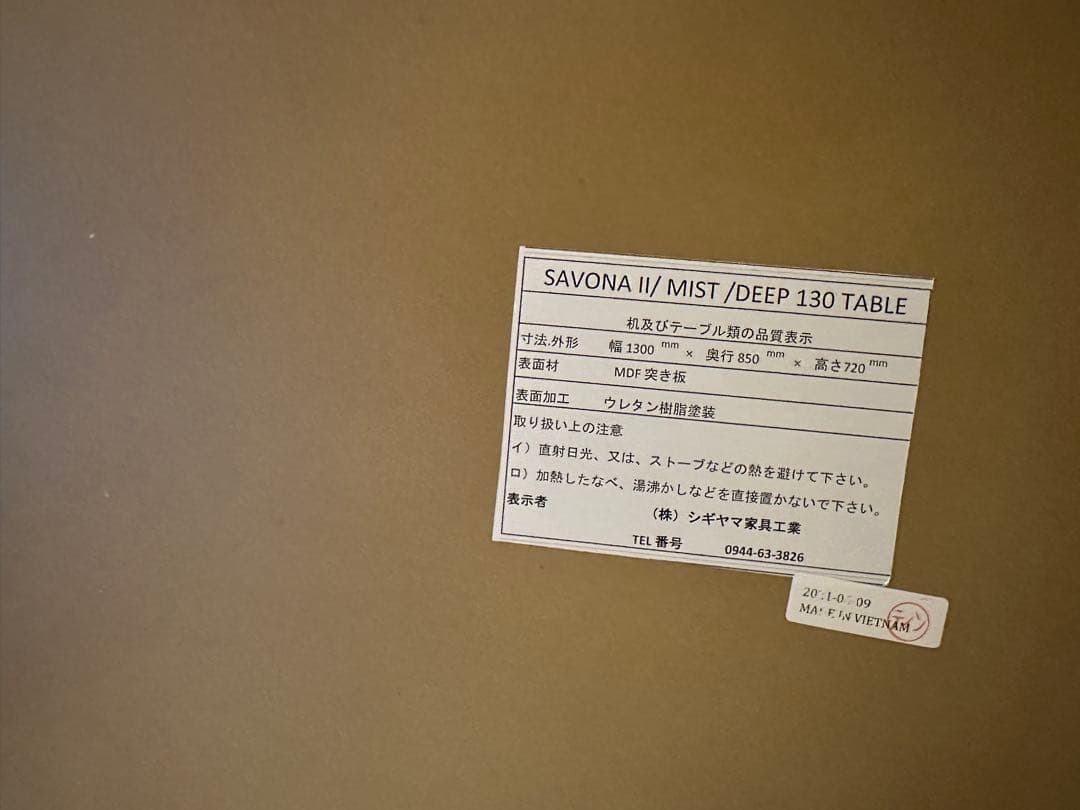 SAVONA II/ MIST /DEEP 130 TABLE
机及びテーブル類の品質表示
寸法.外形 幅 1300 mm × 奥行 850 mm × 高さ720 mm
表面材 MDF 突き板
表面加工 ウレタン樹脂塗装
取り扱い上の注意
イ）直射日光、又は、ストーブなどの熱を避けて下さい。
ロ）加熱したなべ、湯沸かしなどを直接置かないで下さい。
表示者 （株）シギヤマ家具工業
TEL 番号 0944-63-3826
MADE IN VIETNAM